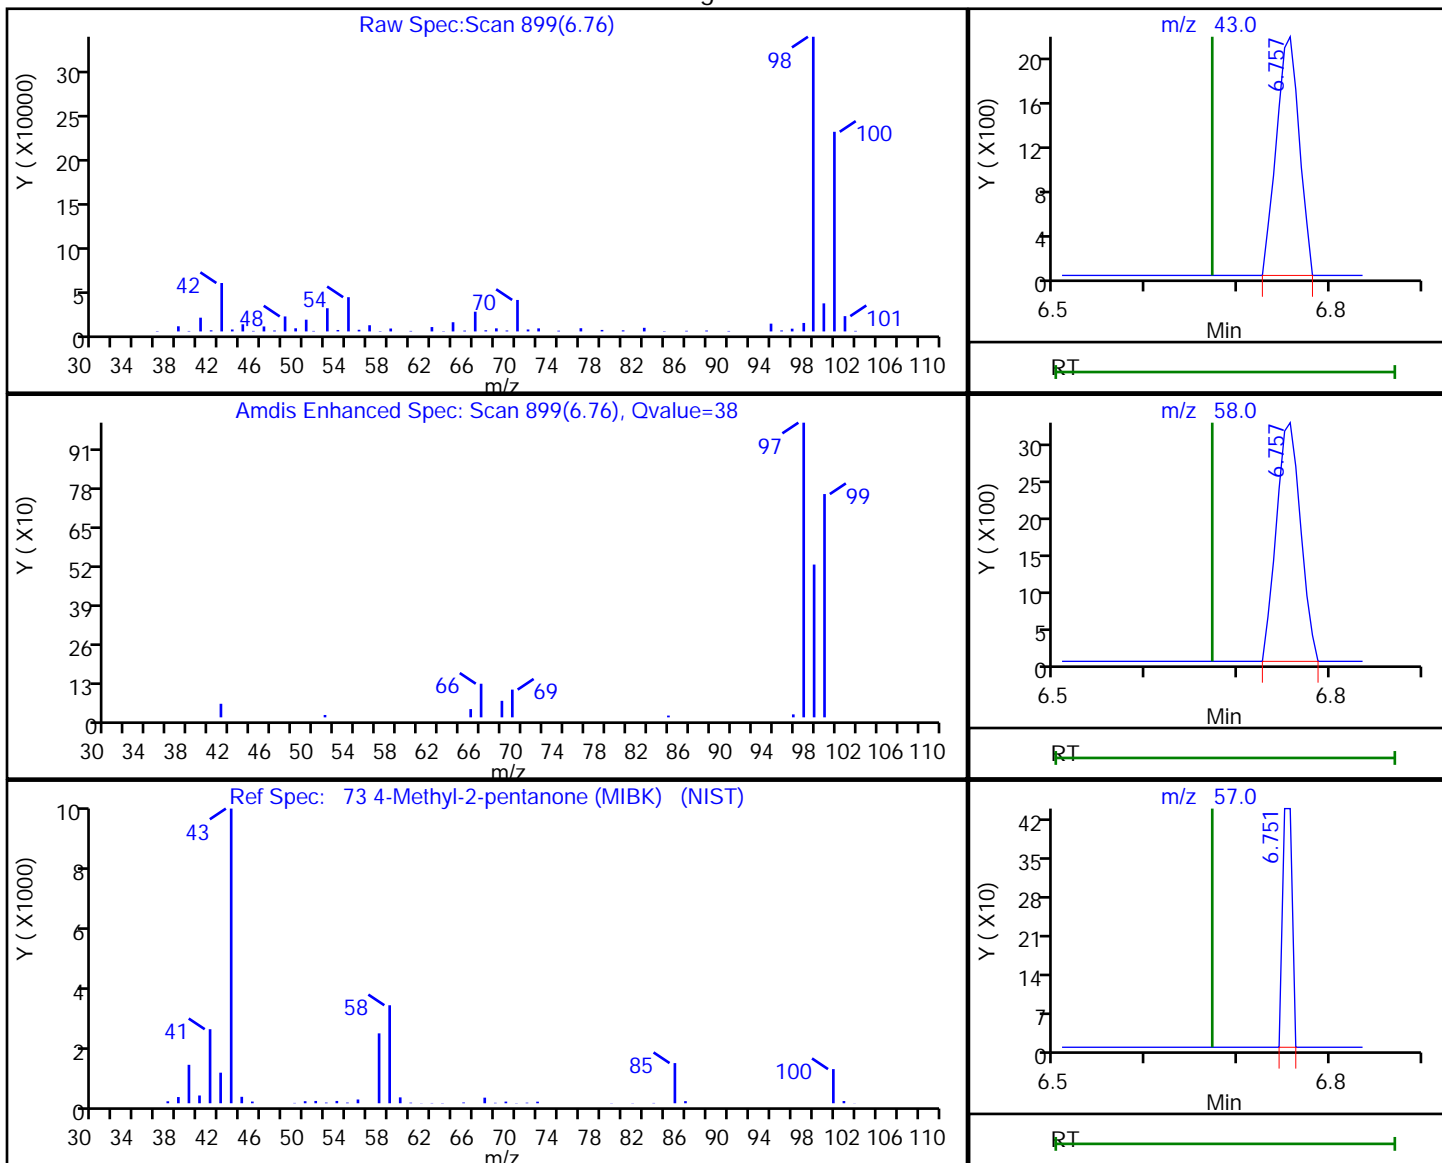 Raw Spec:Scan 899(6.76)
Y ( X10000)
30
25
20
15
10
5
0
98
100
42
48
54
70
101
30 34 38 42 46 50 54 58 62 66 70 74 78 82 86 90 94 98 102 106 110
m/z
m/z 43.0
Y ( X100)
20
16
12
8
4
0
6.757
6.5 6.8
Min
RT
Amdis Enhanced Spec: Scan 899(6.76), Qvalue=38
Y ( X10)
91
78
65
52
39
26
13
0
97
99
66
69
30 34 38 42 46 50 54 58 62 66 70 74 78 82 86 90 94 98 102 106 110
m/z
m/z 58.0
Y ( X100)
30
25
20
15
10
5
0
6.757
6.5 6.8
Min
RT
Ref Spec: 73 4-Methyl-2-pentanone (MIBK) (NIST)
Y ( X1000)
10
8
6
4
2
0
43
41
58
85
100
30 34 38 42 46 50 54 58 62 66 70 74 78 82 86 90 94 98 102 106 110
m/z
m/z 57.0
Y ( X10)
42
35
28
21
14
7
0
6.751
6.5 6.8
Min
RT